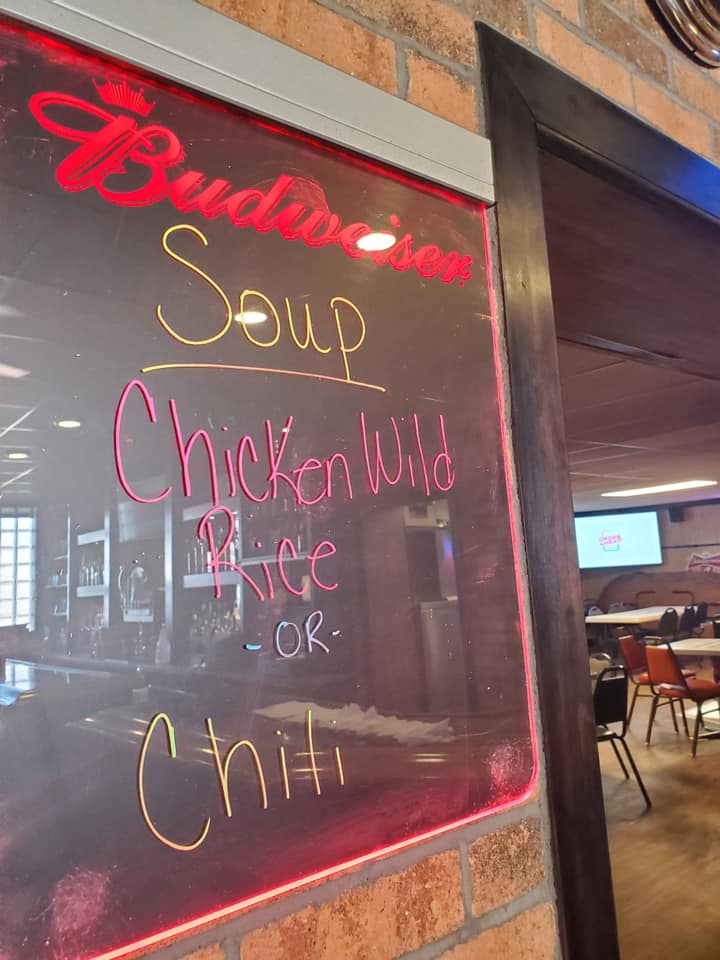 Budweiser
Soup
Chicken Wild
Rice
-OR-
Chili